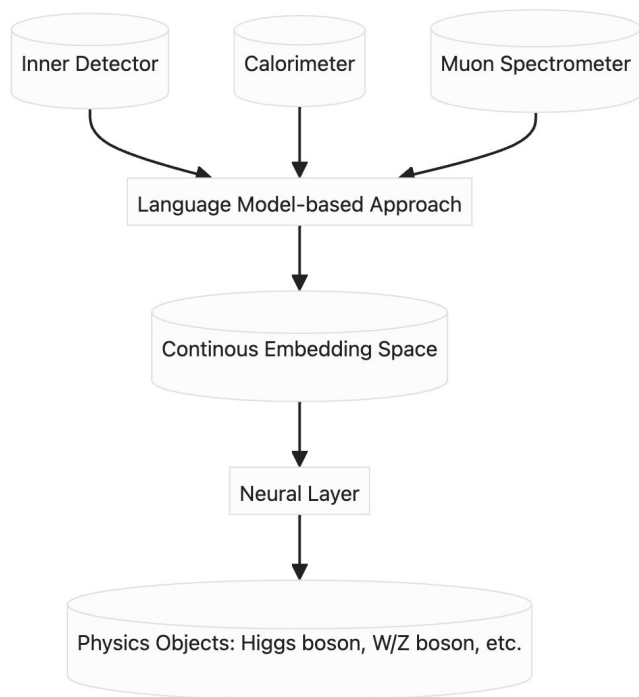 Inner Detector
Calorimeter
Muon Spectrometer
Language Model-based Approach
Continous Embedding Space
Neural Layer
Physics Objects: Higgs boson, W/Z boson, etc.